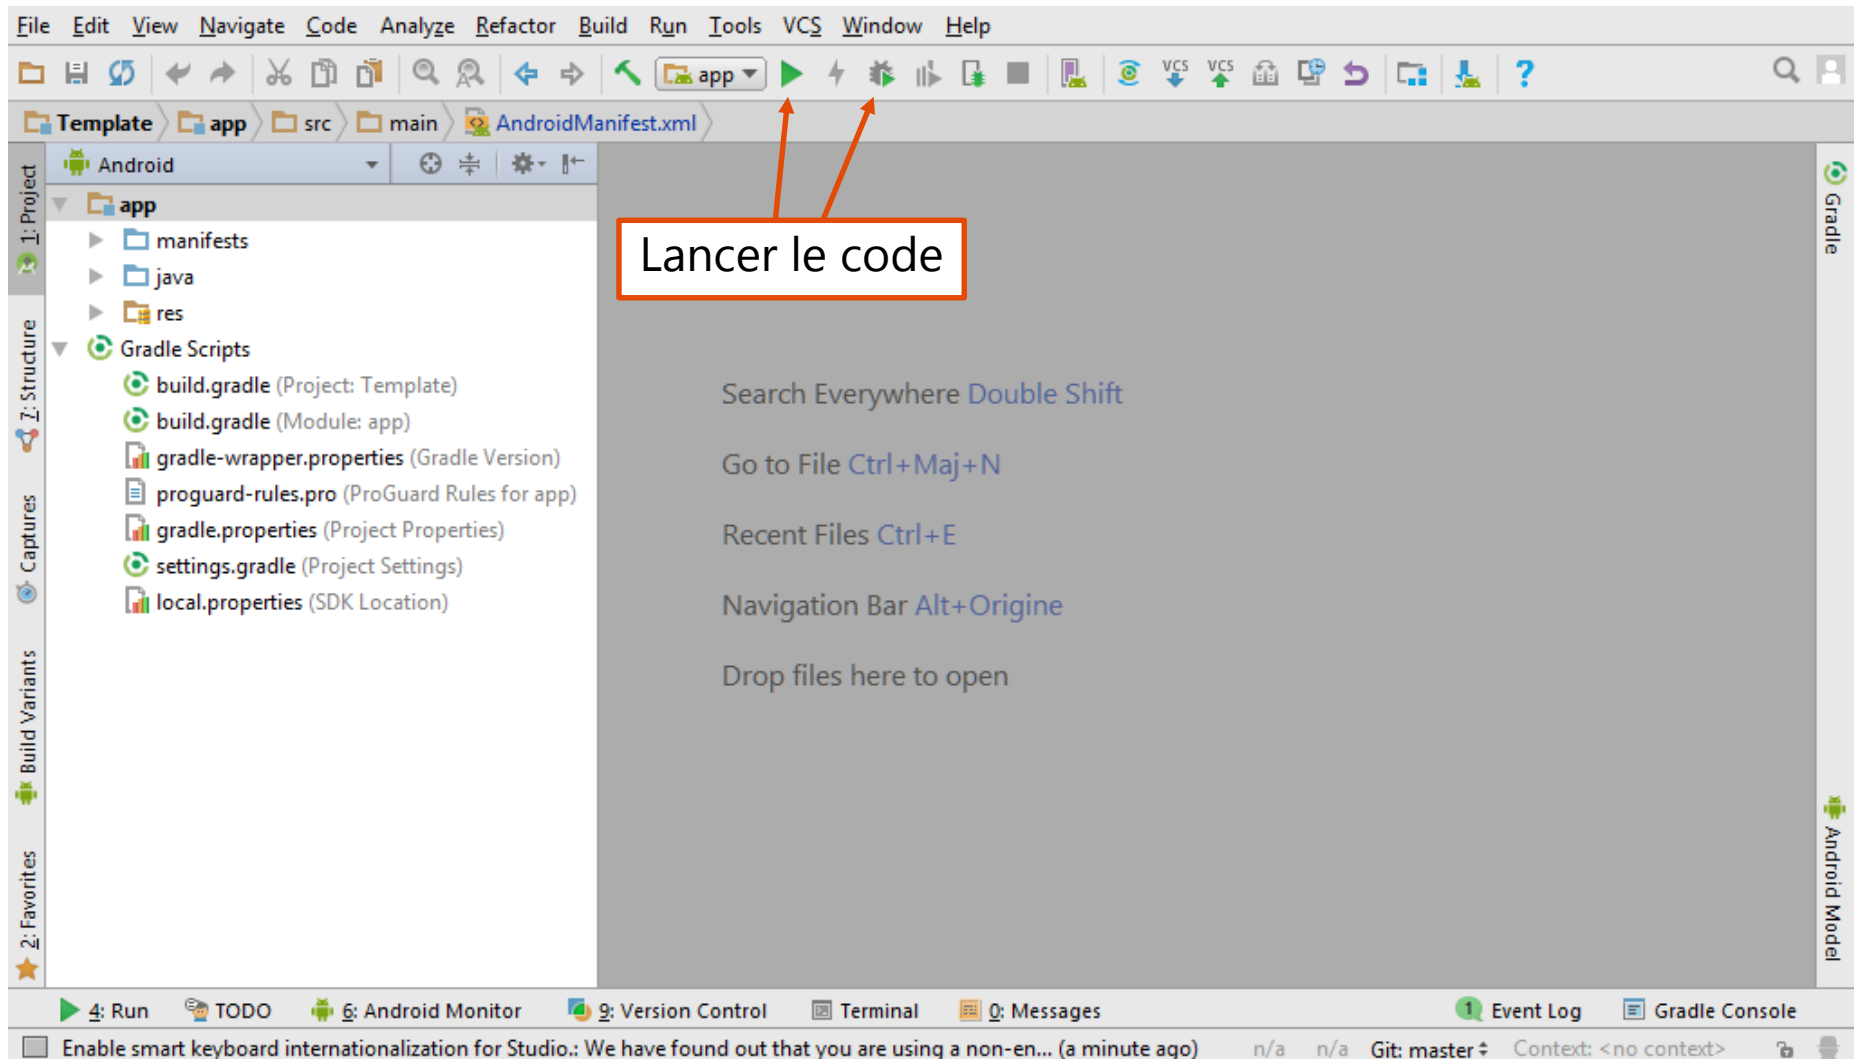 File Edit View Navigate Code Analyze Refactor Build Run Tools VCS Window Help
app
VCS VCS
?
Template app src main AndroidManifest.xml
Android
app
manifests
java
res
Gradle Scripts
build.gradle (Project: Template)
build.gradle (Module: app)
gradle-wrapper.properties (Gradle Version)
proguard-rules.pro (ProGuard Rules for app)
gradle.properties (Project Properties)
settings.gradle (Project Settings)
local.properties (SDK Location)
1: Project
7: Structure
Captures
Build Variants
2: Favorites
Lancer le code
Search Everywhere Double Shift
Go to File Ctrl+Maj+N
Recent Files Ctrl+E
Navigation Bar Alt+Origine
Drop files here to open
Gradle
Android Model
4: Run TODO 6: Android Monitor 9: Version Control Terminal 0: Messages 1 Event Log Gradle Console
Enable smart keyboard internationalization for Studio.: We have found out that you are using a non-en... (a minute ago) n/a n/a Git: master Context: <no context>